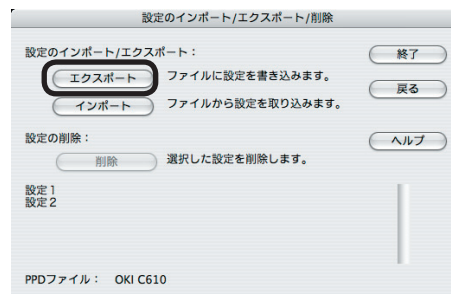 設定のインポート/エクスポート/削除
設定のインポート/エクスポート：
エクスポート ファイルに設定を書き込みます。
インポート ファイルから設定を取り込みます。
設定の削除：
削除 選択した設定を削除します。
設定1
設定2
PPDファイル： OKI C610
終了
戻る
ヘルプ